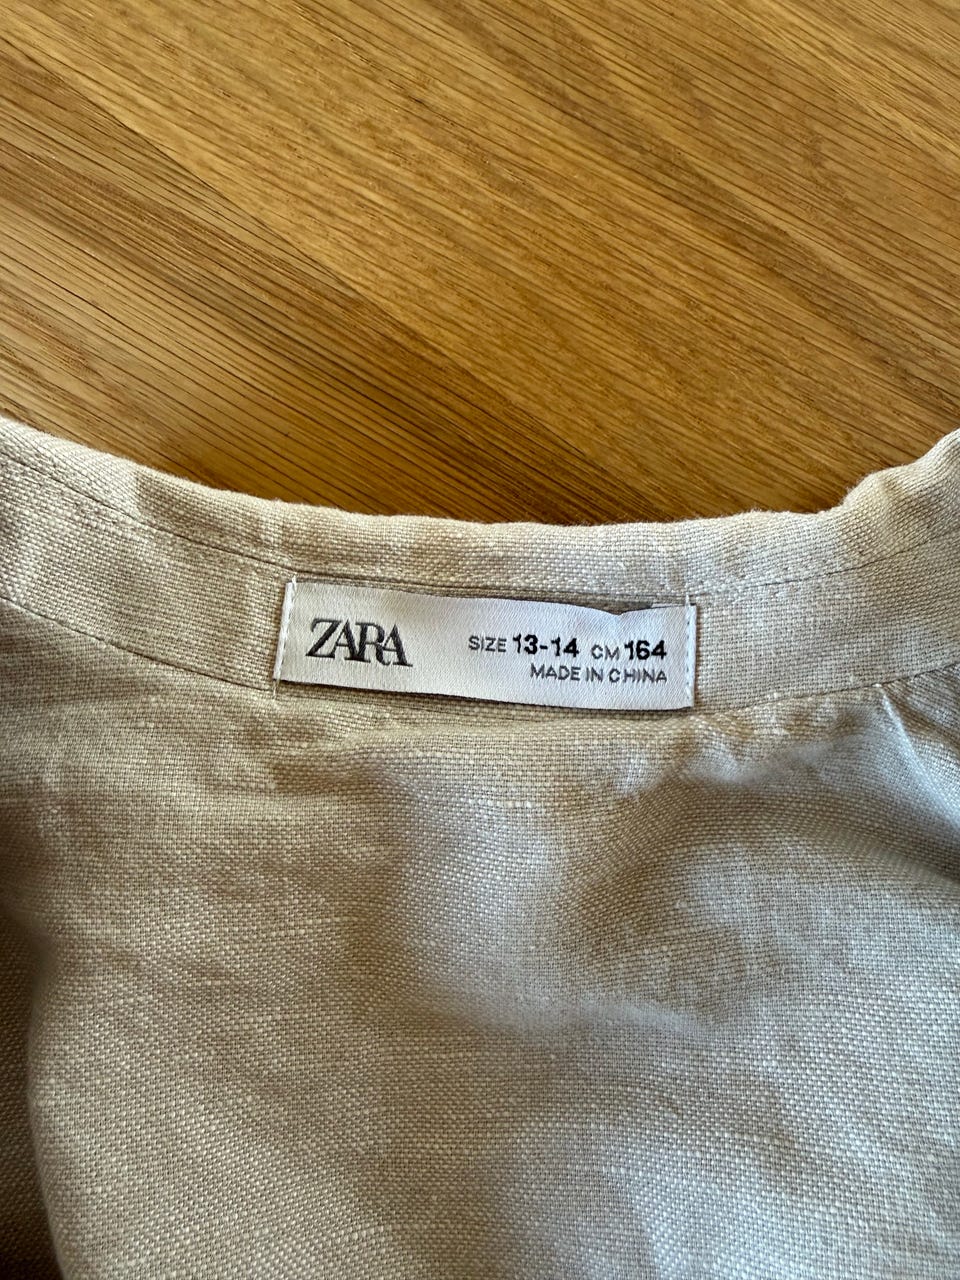 ZARA
SIZE 13-14 CM 164
MADE IN CHINA